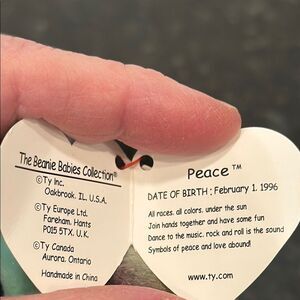 The Beanie Babies Collection®
©Ty Inc.
Oakbrook, IL, U.S.A.
©Ty Europe Ltd.
Fareham, Hants
PO15 5TX, U.K.
©Ty Canada
Aurora, Ontario
Handmade in China
Peace ™
DATE OF BIRTH : February 1, 1996
All races, all colors, under the sun
Join hands together and have some fun
Dance to the music, rock and roll is the sound
Symbols of peace and love abound!
www.ty.com